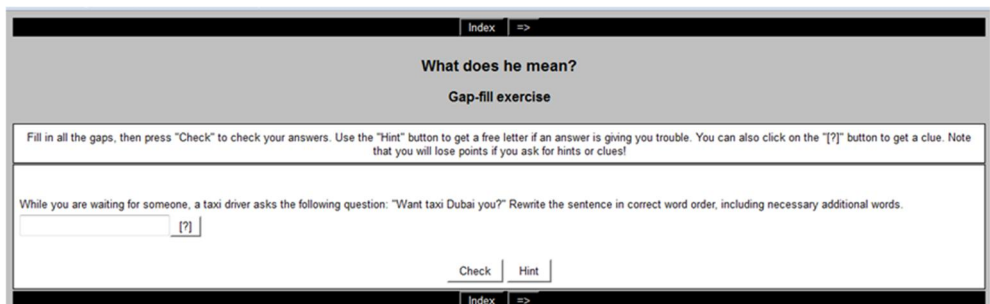 Index =>
What does he mean?
Gap-fill exercise
Fill in all the gaps, then press "Check" to check your answers. Use the "Hint" button to get a free letter if an answer is giving you trouble. You can also click on the "[?]" button to get a clue. Note
that you will lose points if you ask for hints or clues!
While you are waiting for someone, a taxi driver asks the following question: "Want taxi Dubai you?" Rewrite the sentence in correct word order, including necessary additional words.
[?]
Check Hint
Index =>